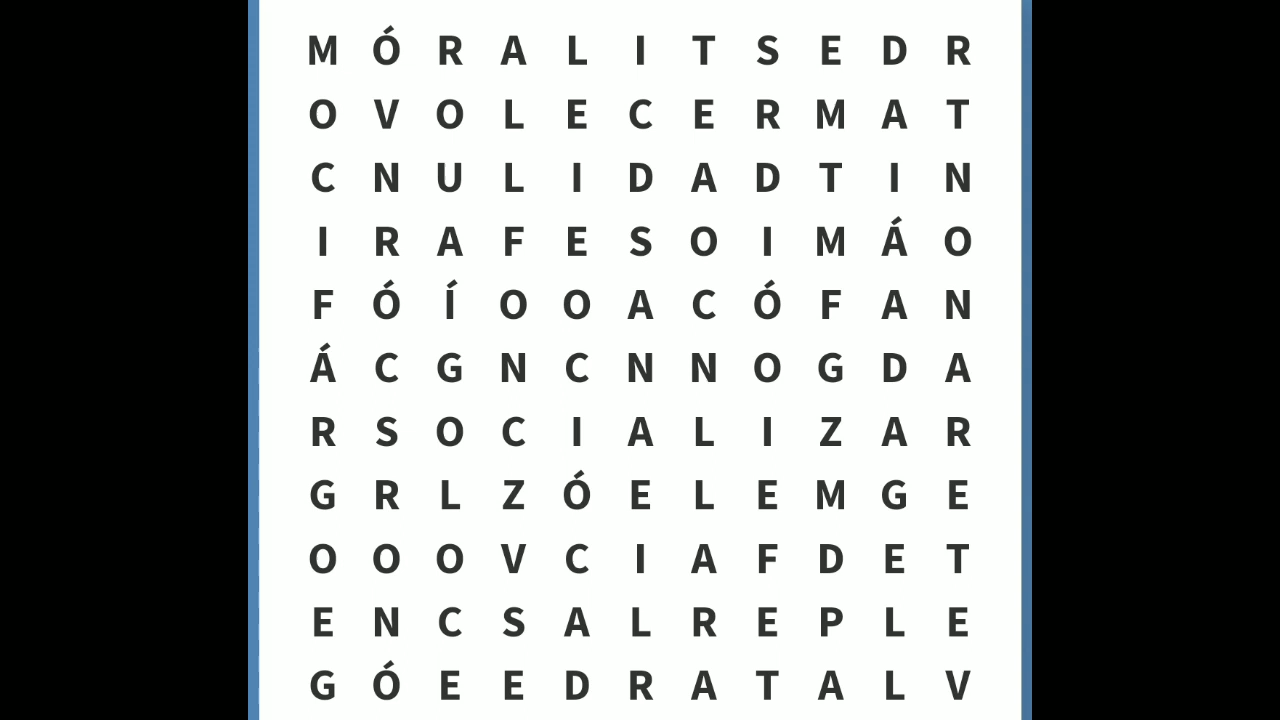 M Ó R A L I T S E D R
O V O L E C E R M A T
C N U L I D A D T I N
I R A F E S O I M Á O
F Ó Í O O A C Ó F A N
Á C G N C N N O G D A
R S O C I A L I Z A R
G R L Z Ó E L E M G E
O O O V C I A F D E T
E N C S A L R E P L E
G Ó E E D R A T A L V